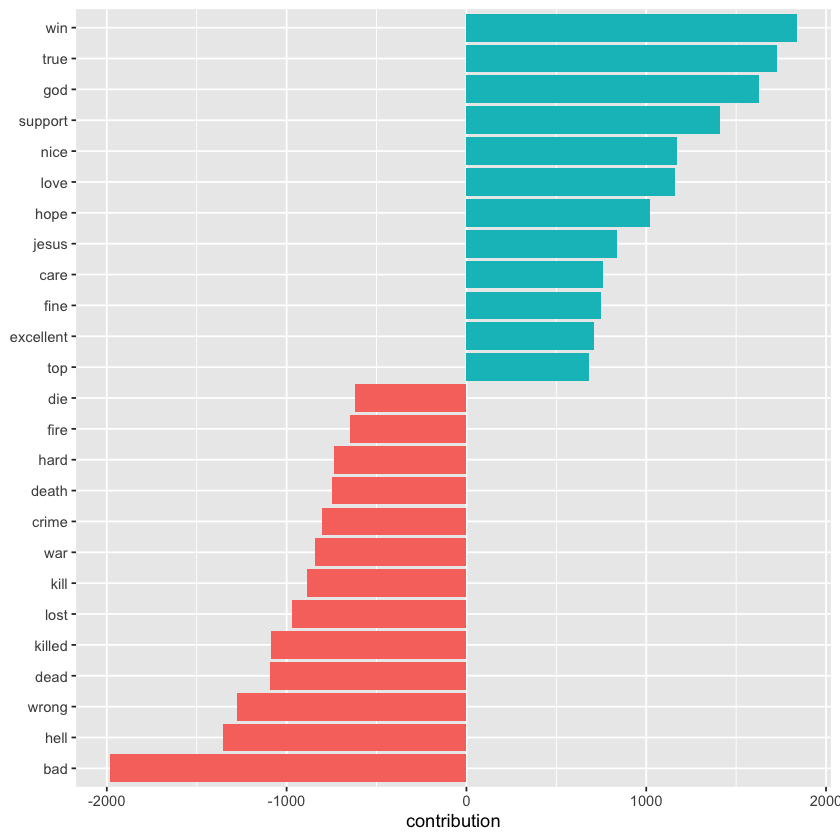 win
true
god
support
nice
love
hope
jesus
care
fine
excellent
top
die
fire
hard
death
crime
war
kill
lost
killed
dead
wrong
hell
bad
-2000 -1000 0 1000 2000
contribution